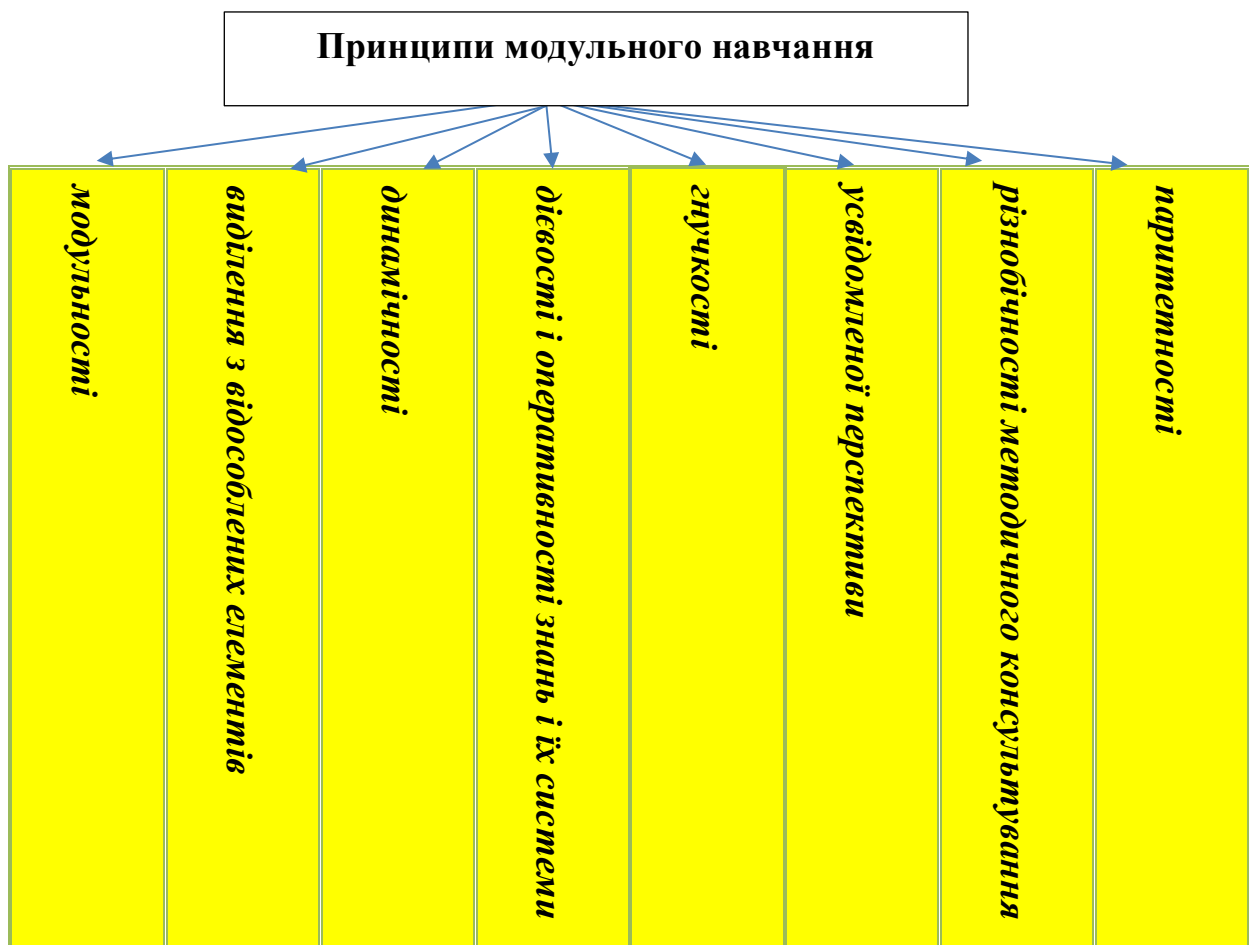 Принципи модульного навчання
модульності
виділення з відособлених елементів
динамічності
дієвості і оперативності знань і їх системи
гнучкості
усвідомленої перспективи
різнобічності методичного консультування
паритетності